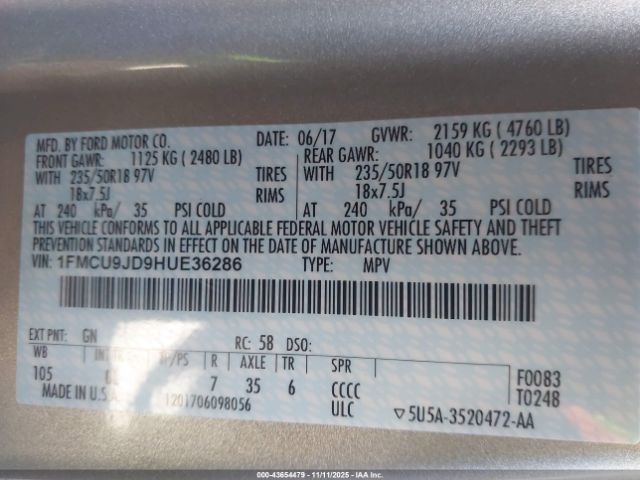 MFD. BY FORD MOTOR CO. DATE: 06/17 GVWR: 2159 KG ( 4760 LB)
FRONT GAWR: 1125 KG ( 2480 LB) REAR GAWR: 1040 KG ( 2293 LB)
WITH 235/50R18 97V TIRES WITH 235/50R18 97V TIRES
18x7.5J RIMS 18x7.5J RIMS
AT 240 kPa/ 35 PSI COLD AT 240 kPa/ 35 PSI COLD
THIS VEHICLE CONFORMS TO ALL APPLICABLE FEDERAL MOTOR VEHICLE SAFETY AND THEFT
PREVENTION STANDARDS IN EFFECT ON THE DATE OF MANUFACTURE SHOWN ABOVE.
VIN: 1FMCU9JD9HUE36286 TYPE: MPV
EXT PNT: GN RC: 58 DSO:
WB R AXLE TR SPR
105 7 35 6 CCCC F0083
MADE IN U.S.A. 1201706098056 ULC T0248
▽5U5A-3520472-AA
000-43654479 - 11/11/2025 - IAA Inc.